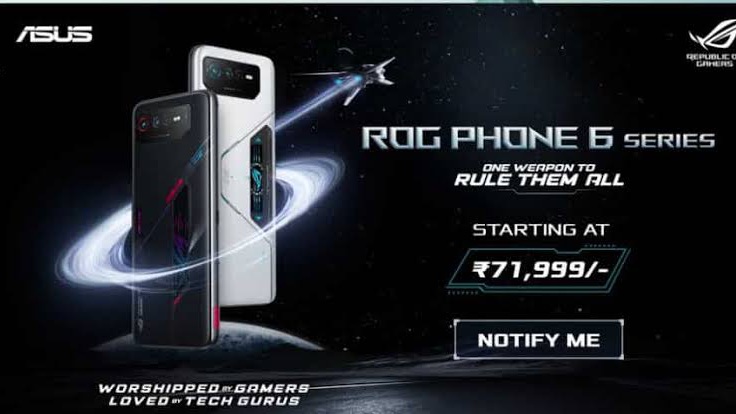 ASUS
REPUBLIC OF
GAMERS
ROG PHONE 6 SERIES
ONE WEAPON TO
RULE THEM ALL
STARTING AT
₹71,999/-
NOTIFY ME
WORSHIPPED BY GAMERS
LOVED BY TECH GURUS